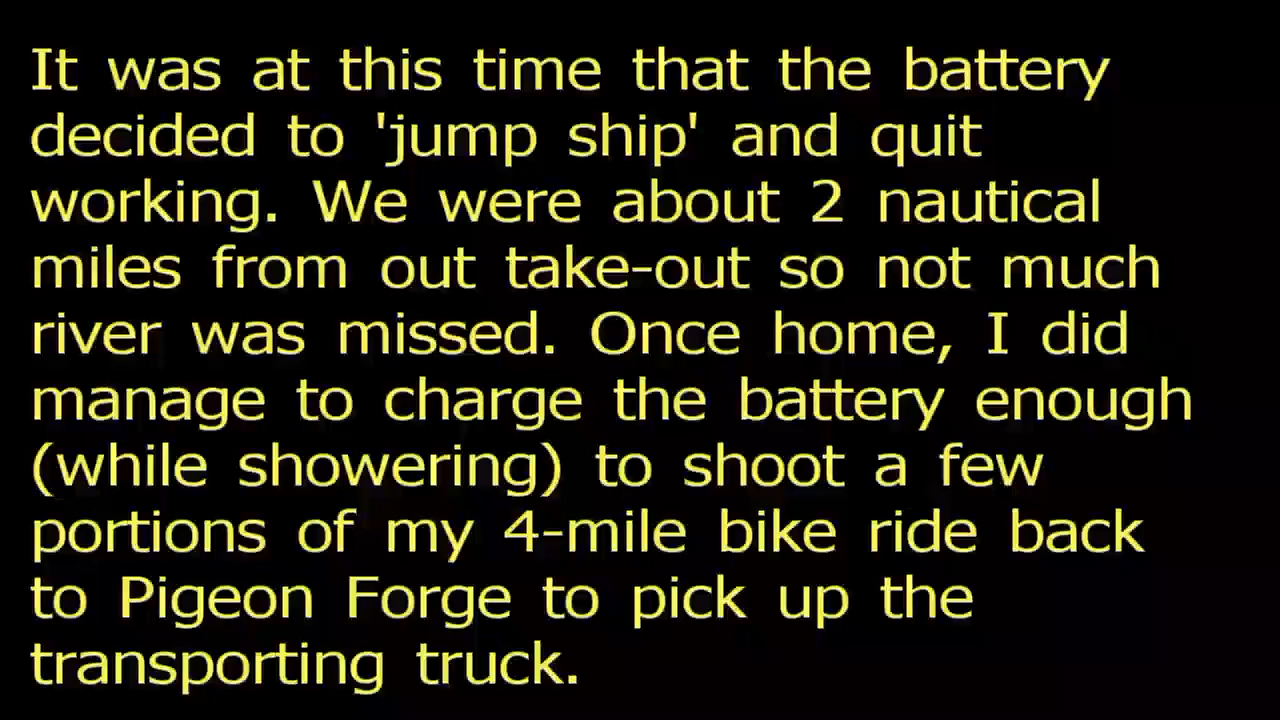 It was at this time that the battery
decided to 'jump ship' and quit
working. We were about 2 nautical
miles from out take-out so not much
river was missed. Once home, I did
manage to charge the battery enough
(while showering) to shoot a few
portions of my 4-mile bike ride back
to Pigeon Forge to pick up the
transporting truck.